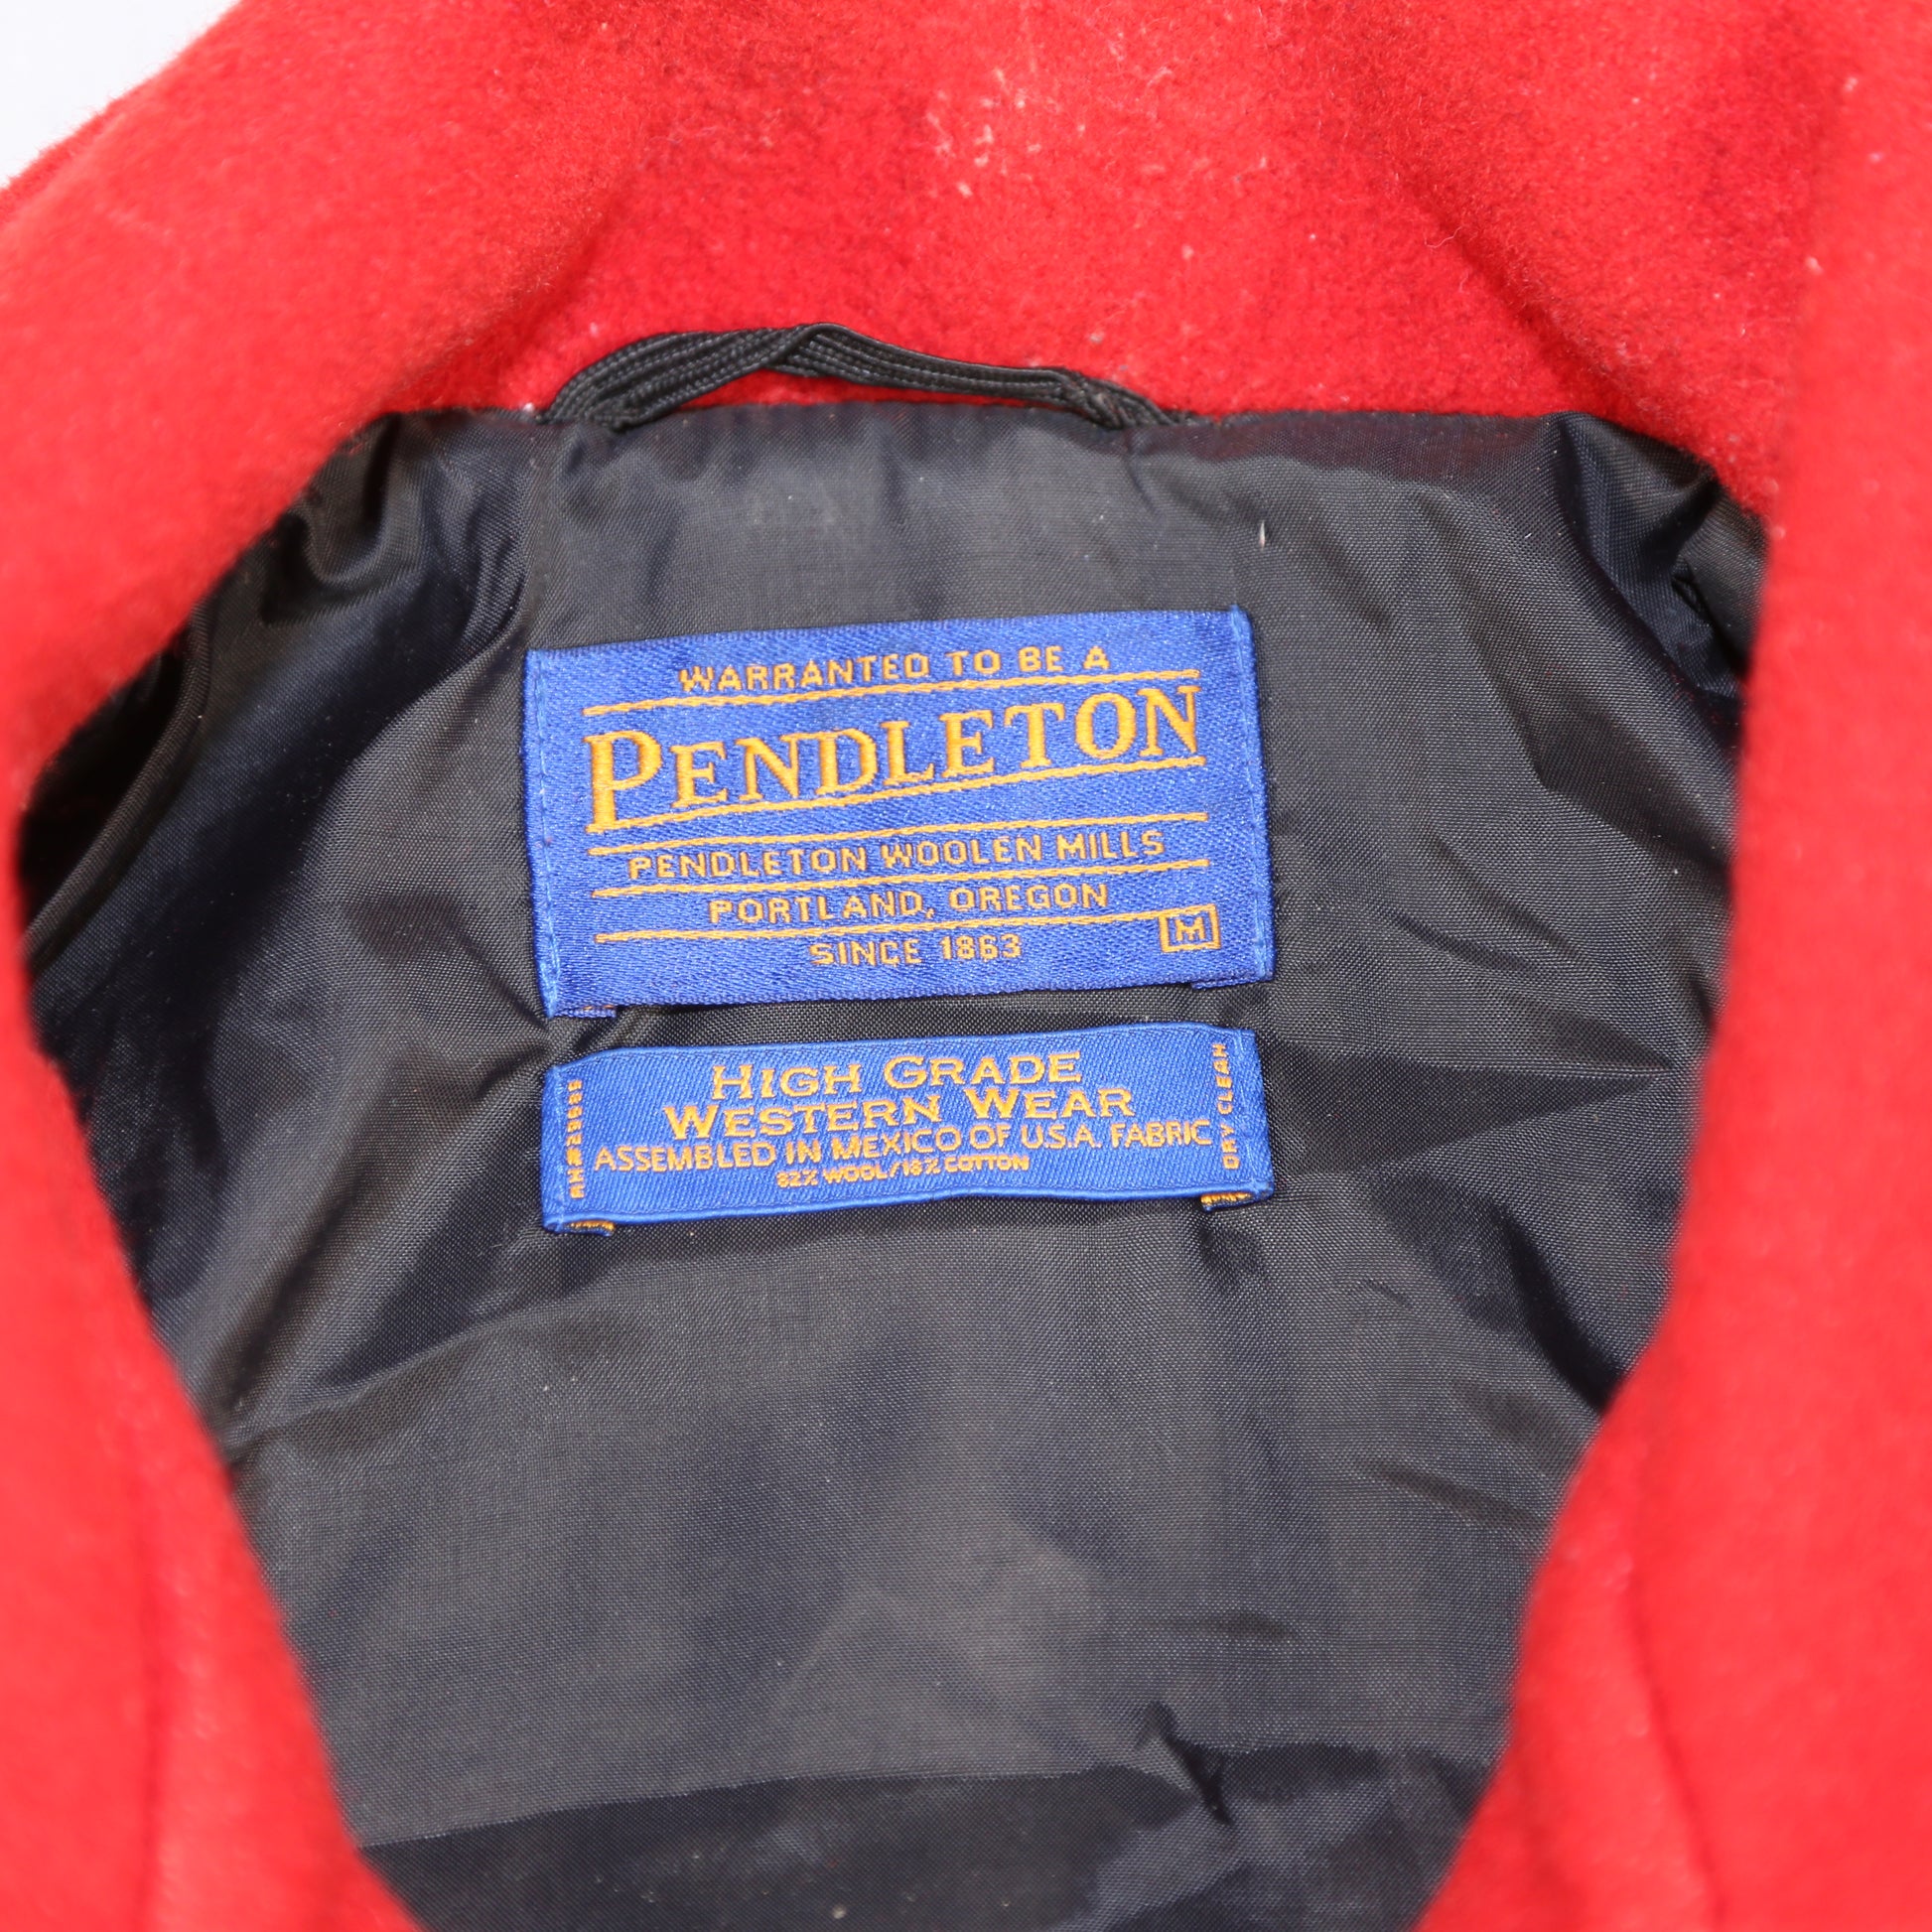 WARRANTED TO BE A
PENDLETON
PENDLETON WOOLEN MILLS
PORTLAND, OREGON
SINCE 1863
M
HIGH GRADE
WESTERN WEAR
ASSEMBLED IN MEXICO OF U.S.A. FABRIC
82% WOOL/18% COTTON
DRY CLEAN